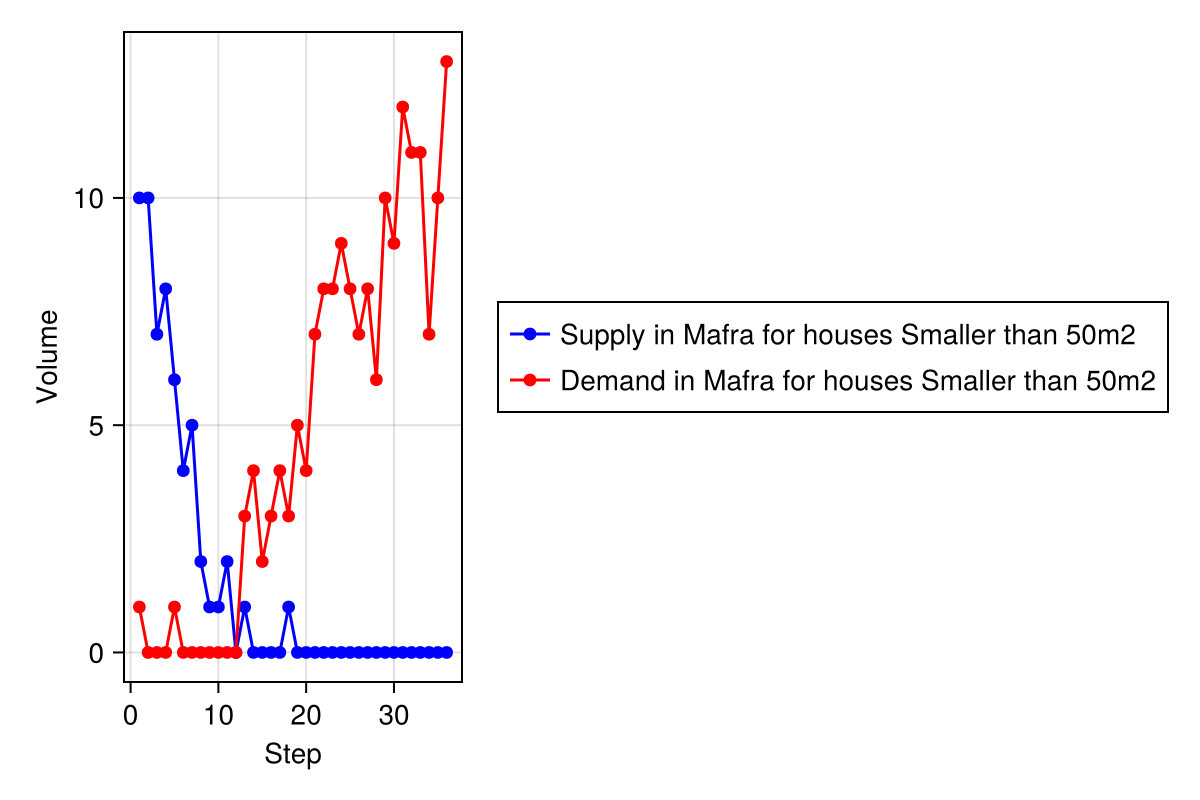 10
5
0
Volume
0 10 20 30
Step
Supply in Mafra for houses Smaller than 50m2
Demand in Mafra for houses Smaller than 50m2